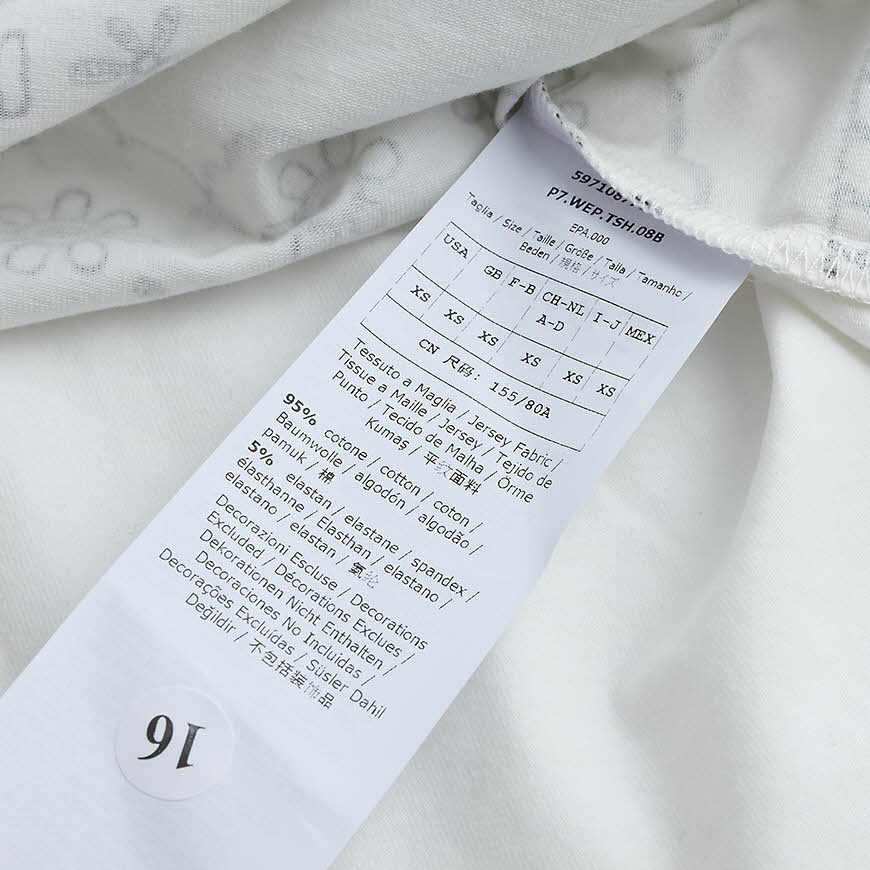 P7.WEP.TSH.08B
EPA.000
Taglia / Size / Taille / Größe / Talla / Tamanho /
Beden / 规格 / サイズ
USA GB F-B CH-NL A-D I-J MEX
XS XS XS XS XS XS
CN 尺码: 155/80A
Tessuto a Maglia / Jersey Fabric /
Tissue a Maille / Jersey / Tejido de
Punto / Tecido de Malha / Örme
Kumaş / 平纹面料
95% cotone / cotton / coton /
Baumwolle / algodón / algodão /
pamuk / 棉
5% elastan / elastane / spandex /
élasthanne / Elasthan / elastano /
elastano / elastan / 氨纶
Decorazioni Escluse / Decorations
Excluded / Décorations Exclues /
Dekorationen Nicht Enthalten /
Decoraciones No Incluidas /
Decorações Excluidas / Süsler Dahil
Değildir / 不包括装饰品
16